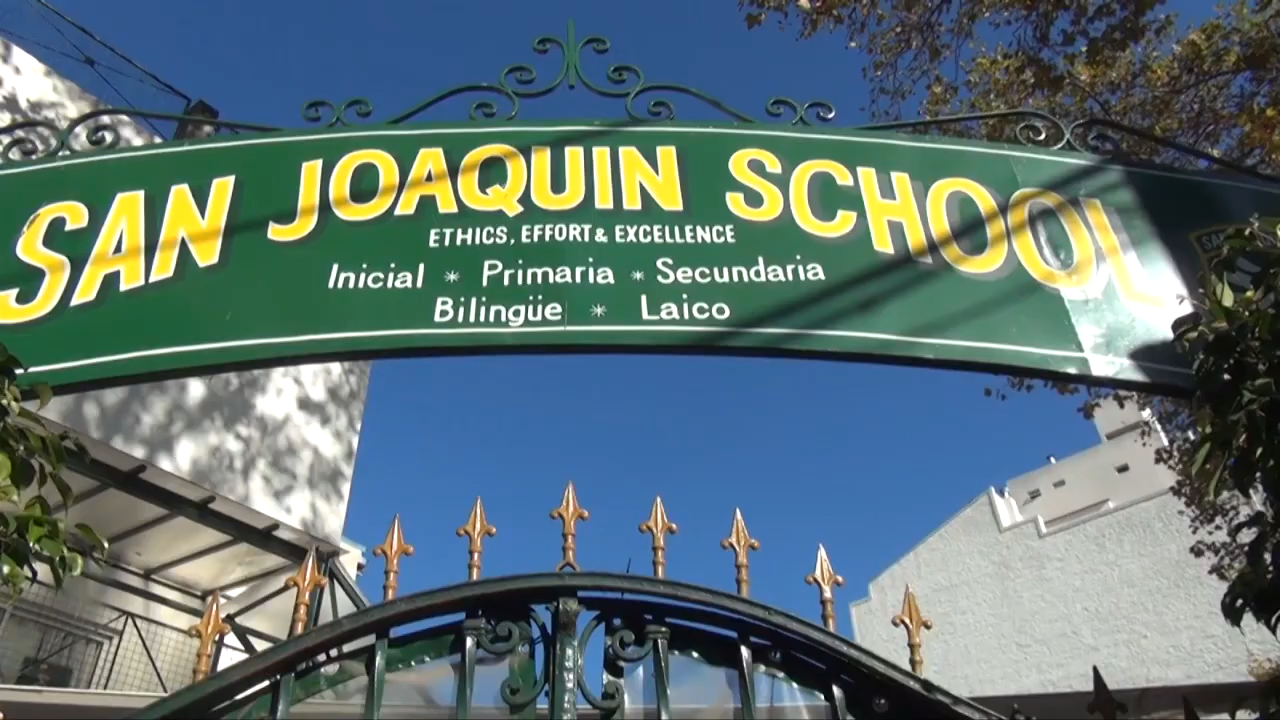 SAN JOAQUIN SCHOOL
ETHICS, EFFORT & EXCELLENCE
Inicial * Primaria * Secundaria
Bilingüe * Laico